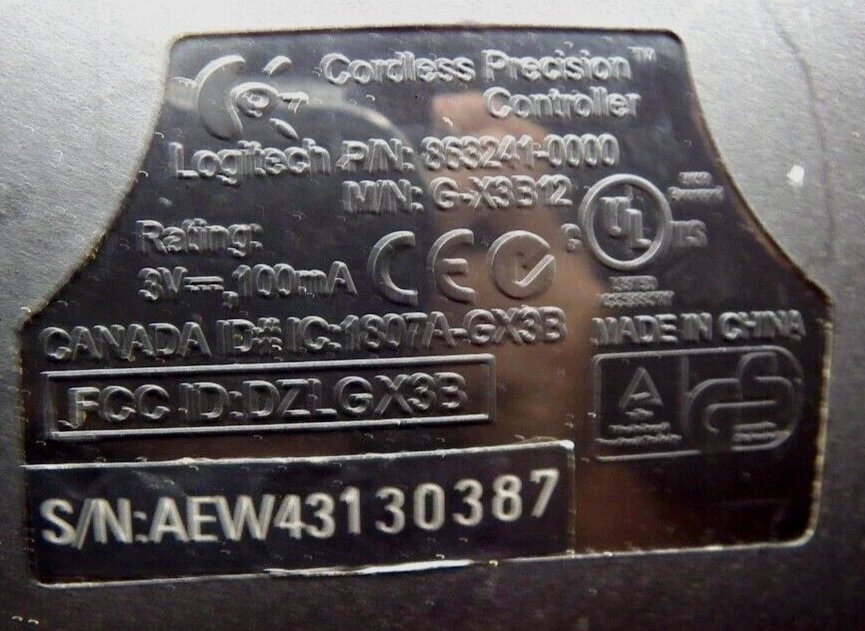 Cordless Precision™
Controller
Logitech P/N: 863241-0000
M/N: G-X3B12
Rating:
3V⎓, 100mA
CE
C UL US
LISTED
CANADA ID# IC:1807A-GX3B
MADE IN CHINA
FCC ID:DZLGX3B
S/N:AEW43130387